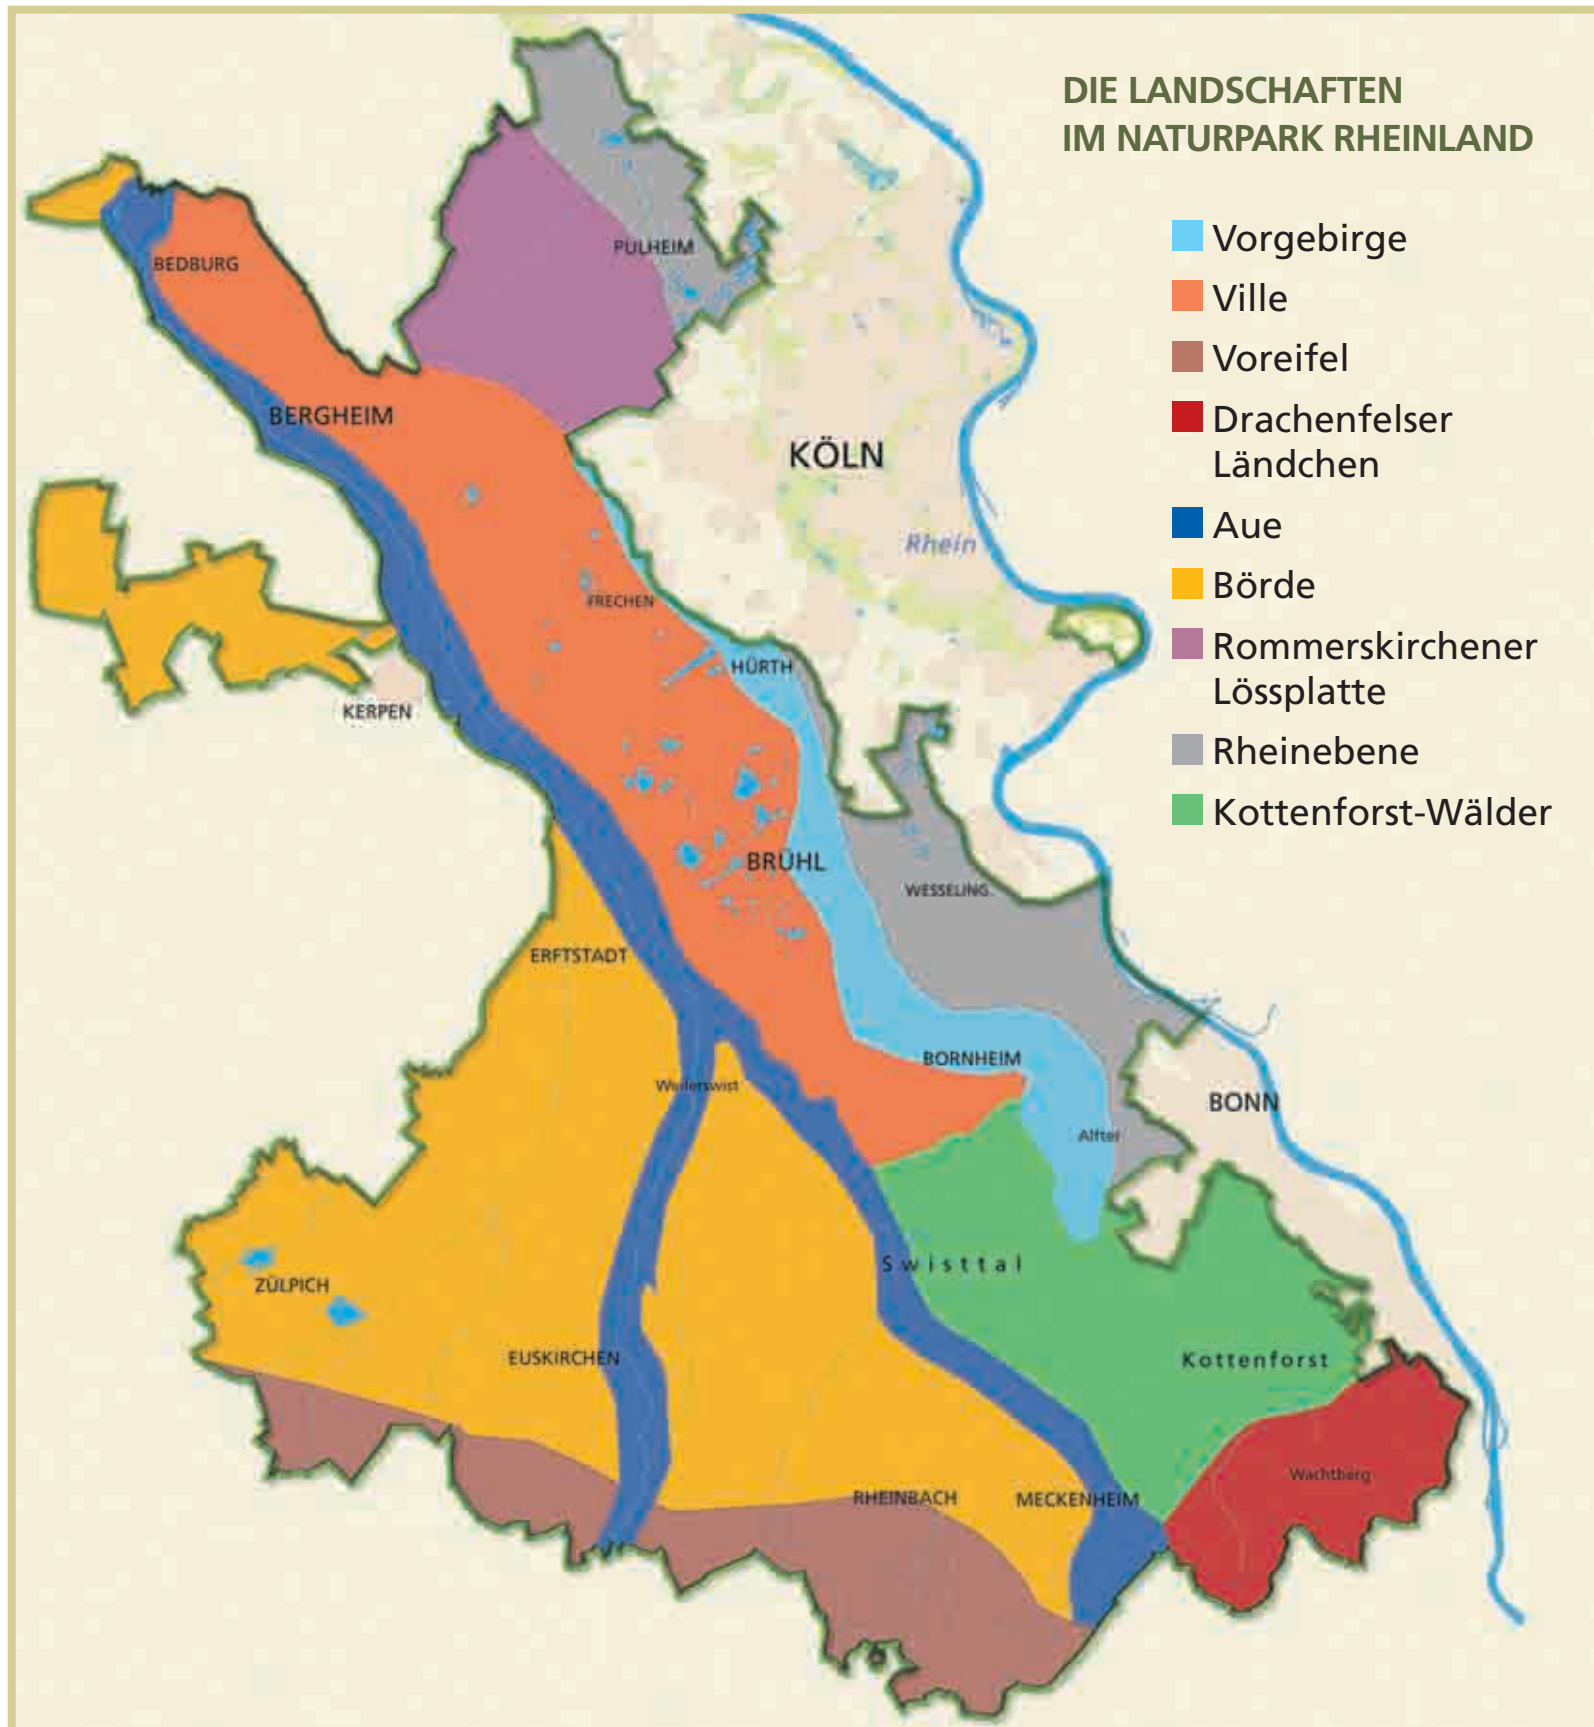 DIE LANDSCHAFTEN
IM NATURPARK RHEINLAND
Vorgebirge
Ville
Voreifel
Drachenfelser
Ländchen
Aue
Börde
Rommerskirchener
Lössplatte
Rheinebene
Kottenforst-Wälder
PULHEIM
BEDBURG
BERGHEIM
KÖLN
Rhein
FRECHEN
HÜRTH
KERPEN
BRÜHL
WESSELING
ERFTSTADT
BORNHEIM
Weilerswist
BONN
Alfter
Swisttal
ZÜLPICH
EUSKIRCHEN
Kottenforst
Wachtberg
RHEINBACH
MECKENHEIM